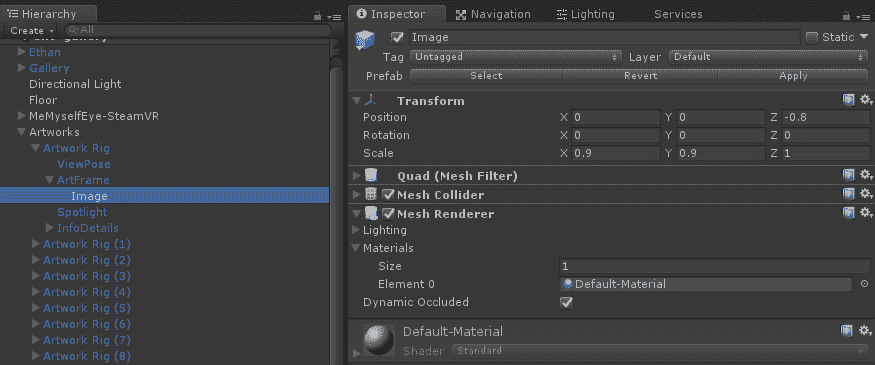 Hierarchy
Create
All
Ethan
Gallery
Directional Light
Floor
MeMyselfEye-SteamVR
Artworks
Artwork Rig
ViewPose
ArtFrame
Image
Spotlight
InfoDetails
Artwork Rig (1)
Artwork Rig (2)
Artwork Rig (3)
Artwork Rig (4)
Artwork Rig (5)
Artwork Rig (6)
Artwork Rig (7)
Artwork Rig (8)
Inspector Navigation Lighting Services
Image Static
Tag Untagged Layer Default
Prefab Select Revert Apply
Transform
Position X 0 Y 0 Z -0.8
Rotation X 0 Y 0 Z 0
Scale X 0.9 Y 0.9 Z 1
Quad (Mesh Filter)
Mesh Collider
Mesh Renderer
Lighting
Materials
Size 1
Element 0 Default-Material
Dynamic Occluded
Default-Material
Shader Standard